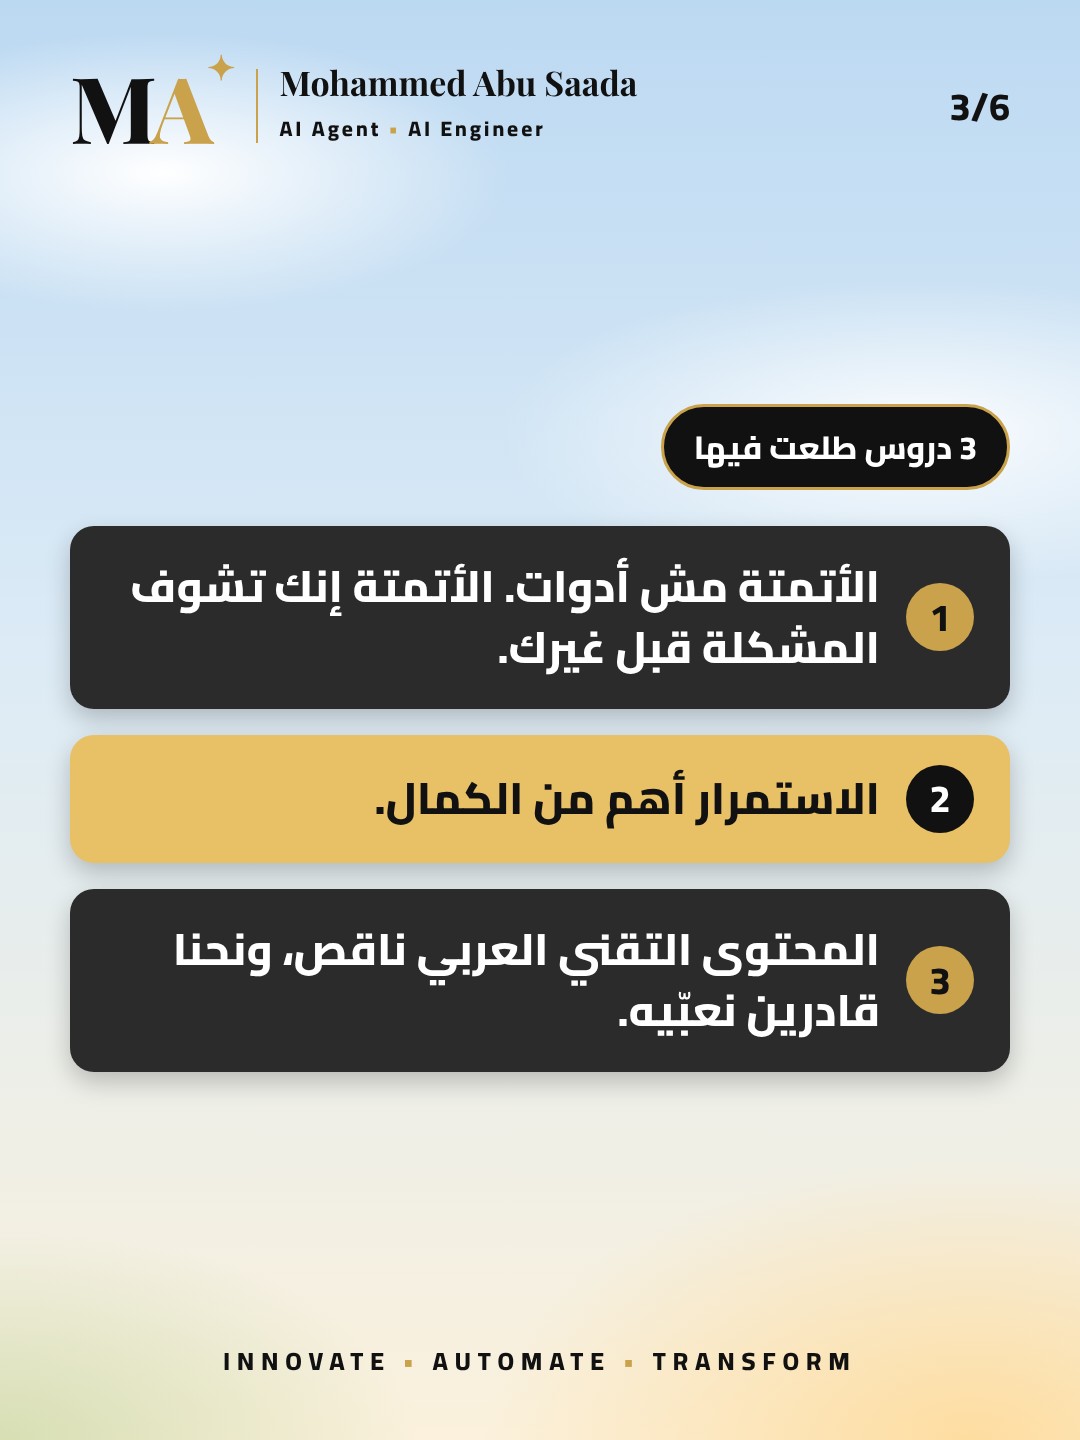 MA
Mohammed Abu Saada
AI Agent ▪ AI Engineer
3/6
3 دروس طلعت فيها
1
الأتمتة مش أدوات. الأتمتة إنك تشوف
المشكلة قبل غيرك.
2
الاستمرار أهم من الكمال.
3
المحتوى التقني العربي ناقص، ونحنا
قادرين نعبّيه.
INNOVATE ▪ AUTOMATE ▪ TRANSFORM